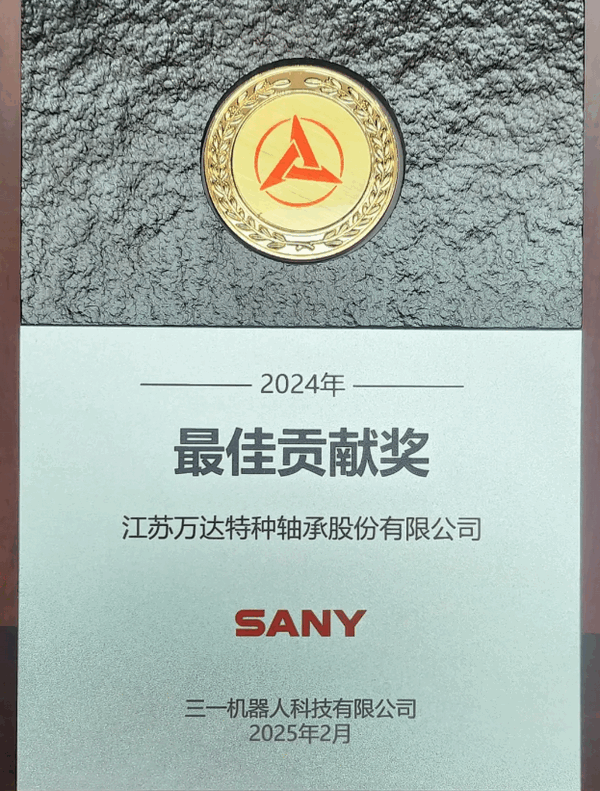 2024年
最佳贡献奖
江苏万达特种轴承股份有限公司
SANY
三一机器人科技有限公司
2025年2月